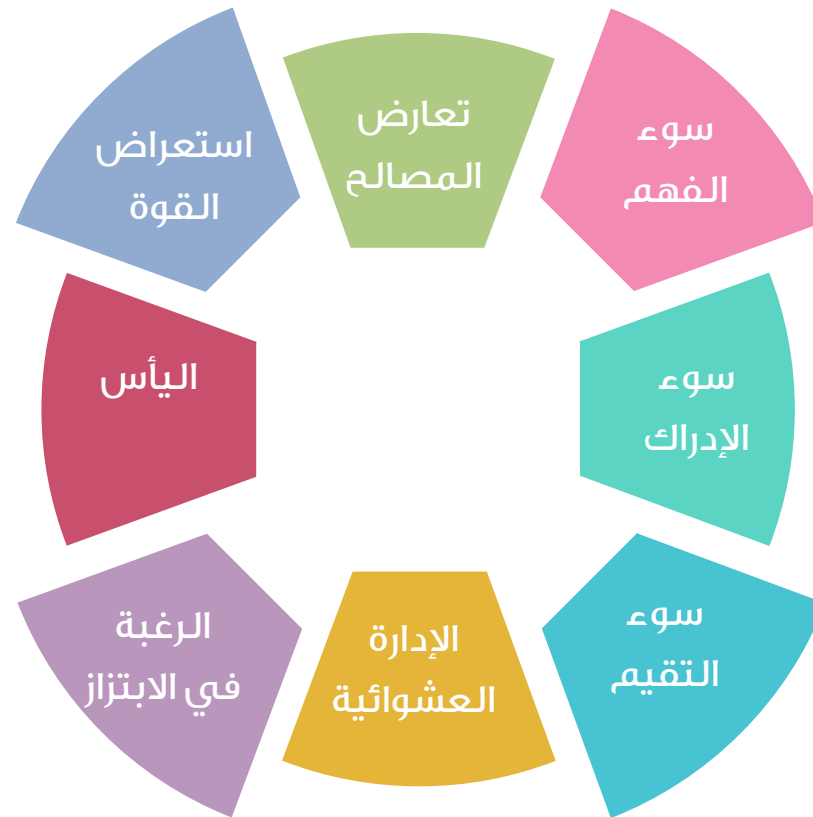 سوء
الفهم
سوء
الإدراك
سوء
التقيم
الإدارة
العشوائية
الرغبة
في الابتزاز
اليأس
استعراض
القوة
تعارض
المصالح